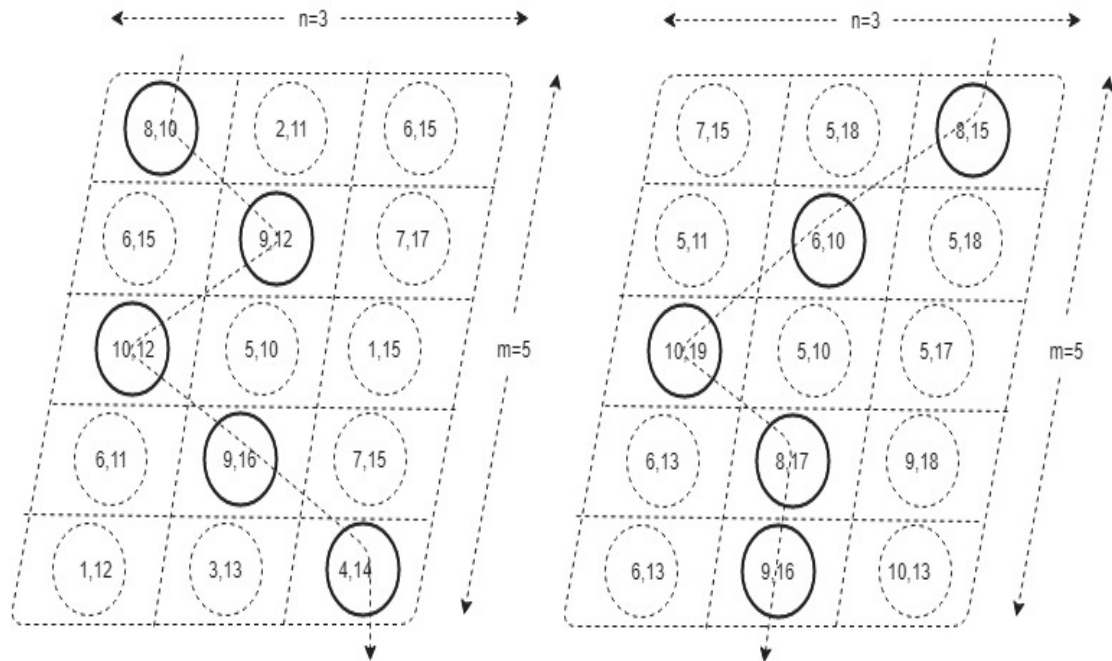 n=3 n=3
8,10 2,11 6,15 7,15 5,18 8,15
6,15 9,12 7,17 5,11 6,10 5,18
10,12 5,10 1,15 m=5 10,19 5,10 5,17 m=5
6,11 9,16 7,15 6,13 8,17 9,18
1,12 3,13 4,14 6,13 9,16 10,13